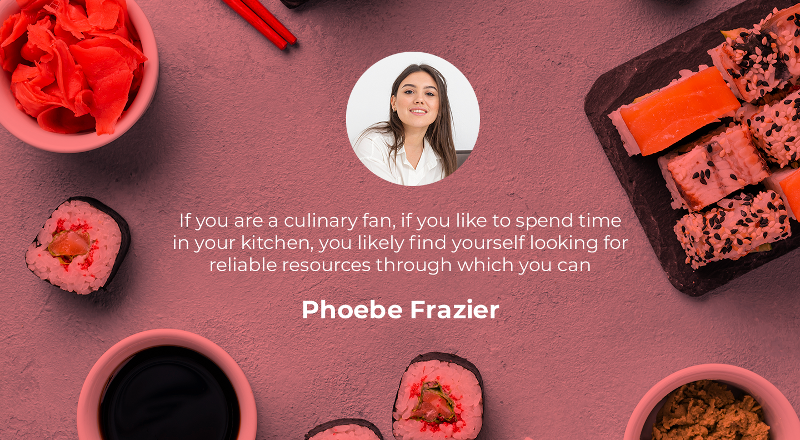 If you are a culinary fan, if you like to spend time
in your kitchen, you likely find yourself looking for
reliable resources through which you can
Phoebe Frazier